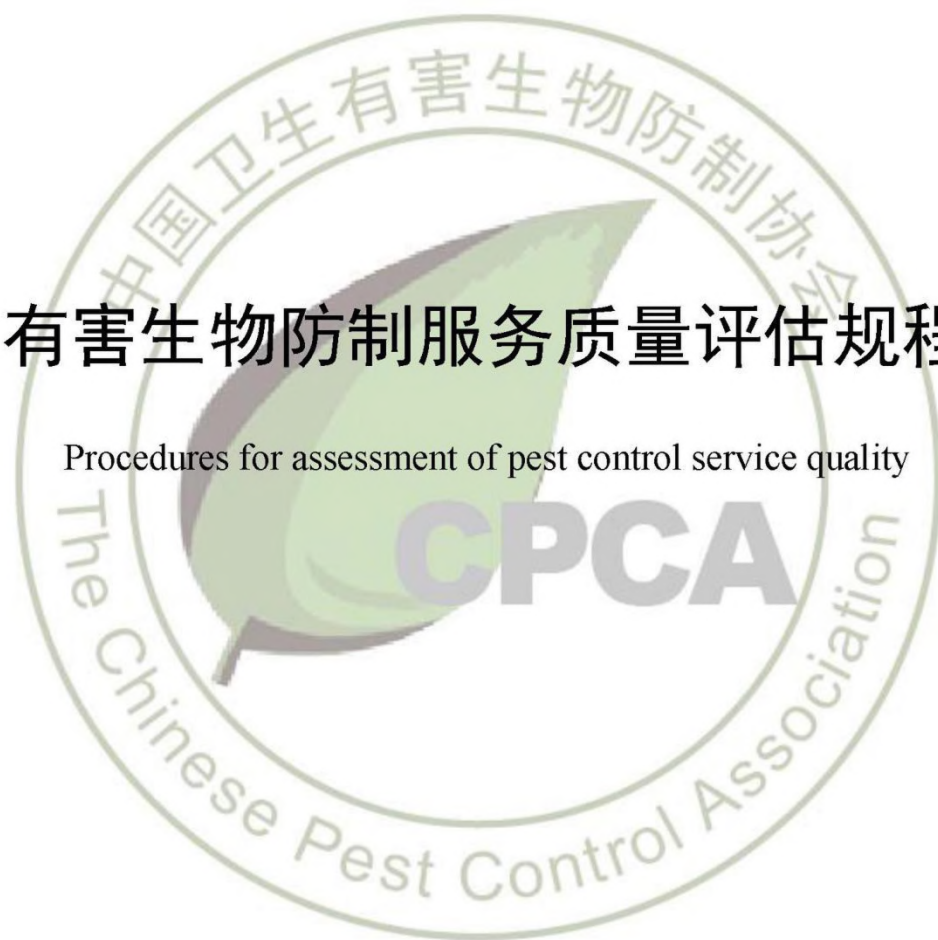 中国卫生有害生物防制协会
有害生物防制服务质量评估规程
Procedures for assessment of pest control service quality
CPCA
The Chinese Pest Control Association